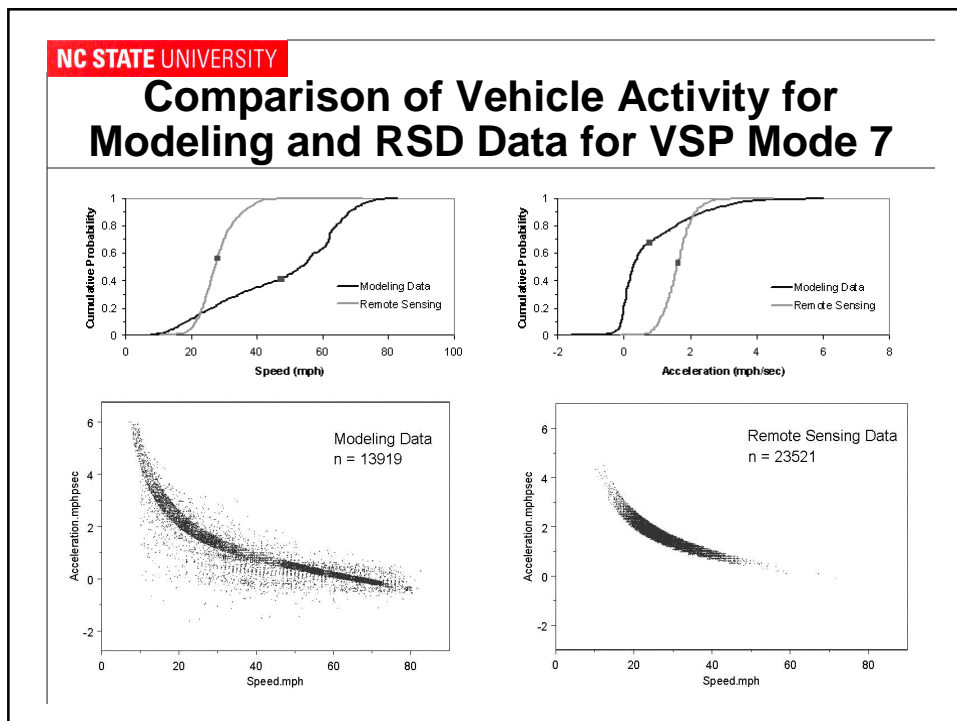 NC STATE UNIVERSITY
Comparison of Vehicle Activity for
Modeling and RSD Data for VSP Mode 7
Cumulative Probability
1
0.8
0.6
0.4
0.2
0
0 20 40 60 80 100
Speed (mph)
Modeling Data
Remote Sensing
Cumulative Probability
1
0.8
0.6
0.4
0.2
0
-2 0 2 4 6 8
Acceleration (mph/sec)
Modeling Data
Remote Sensing
Acceleration.mphpsec
6
4
2
0
-2
0 20 40 60 80
Speed.mph
Modeling Data
n = 13919
Acceleration.mphpsec
6
4
2
0
-2
0 20 40 60 80
Speed.mph
Remote Sensing Data
n = 23521